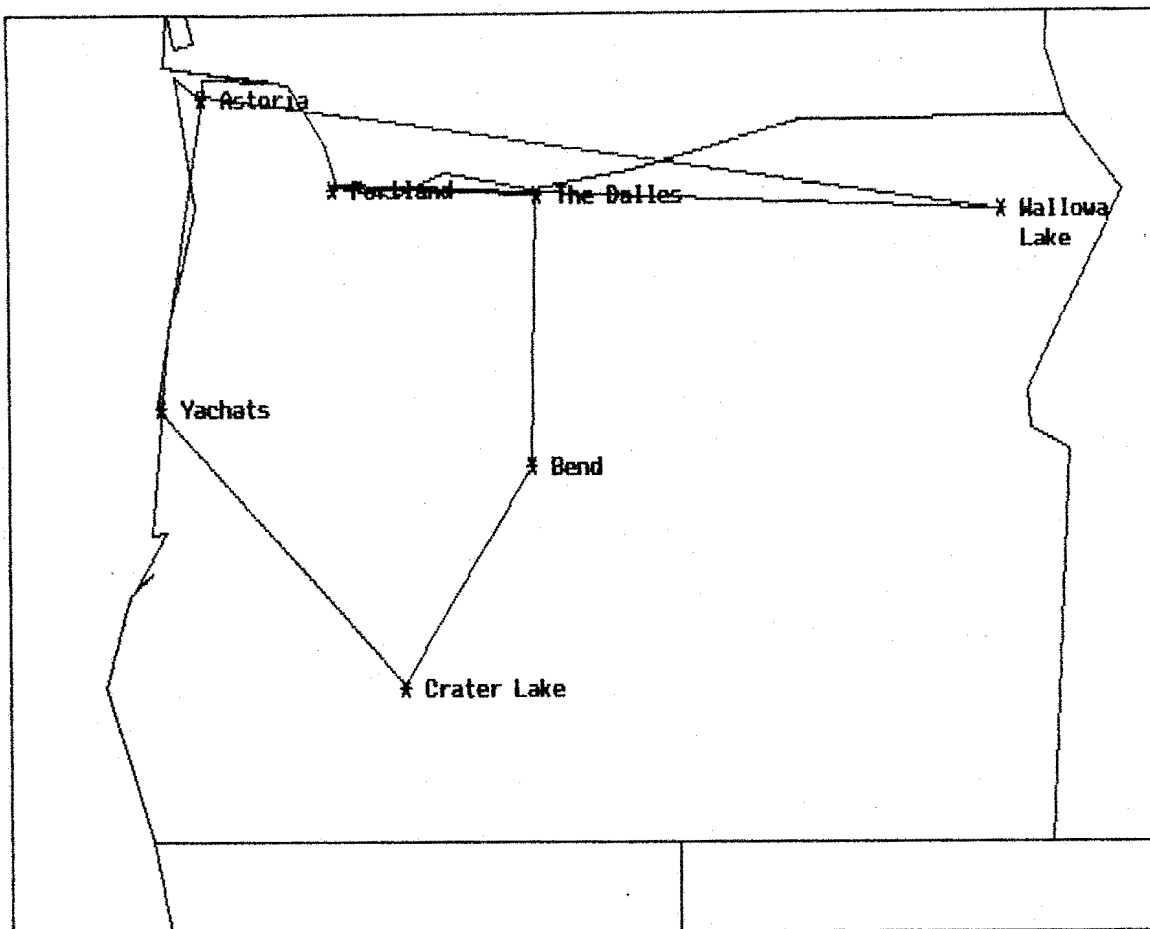 Astoria
Portland
The Dalles
Wallowa
Lake
Yachats
Bend
Crater Lake